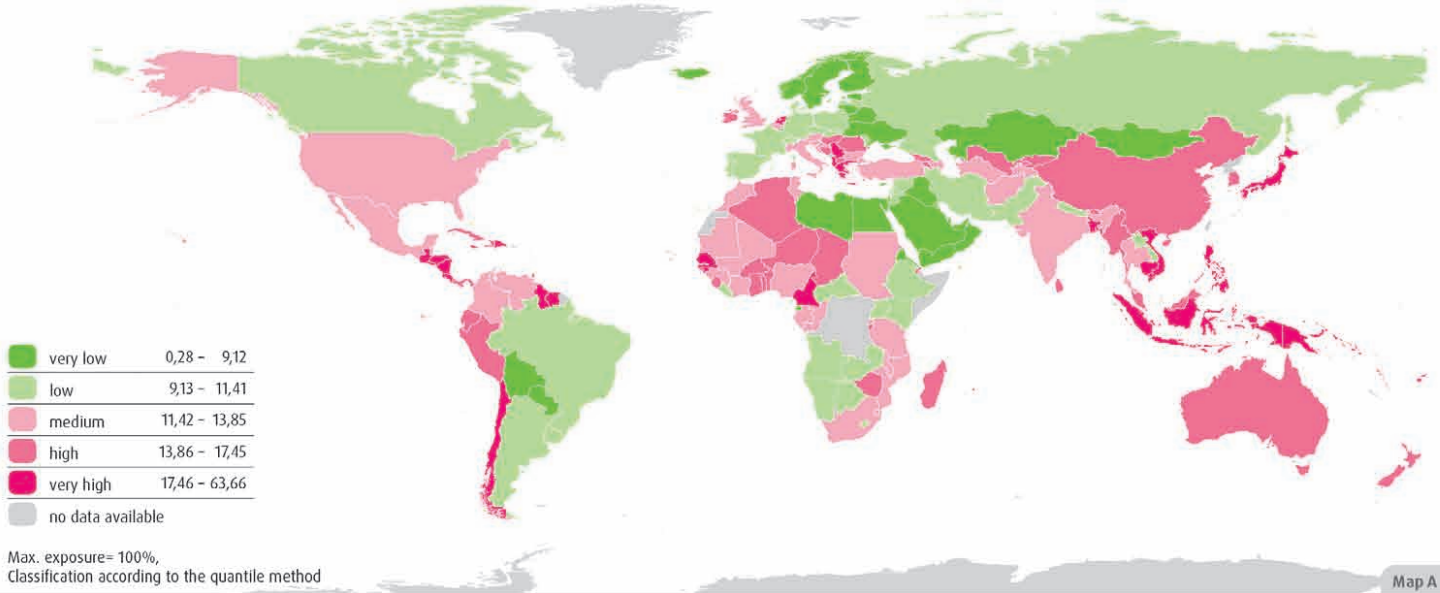 very low 0,28 – 9,12
low 9,13 – 11,41
medium 11,42 – 13,85
high 13,86 – 17,45
very high 17,46 – 63,66
no data available
Max. exposure= 100%,
Classification according to the quantile method
Map A